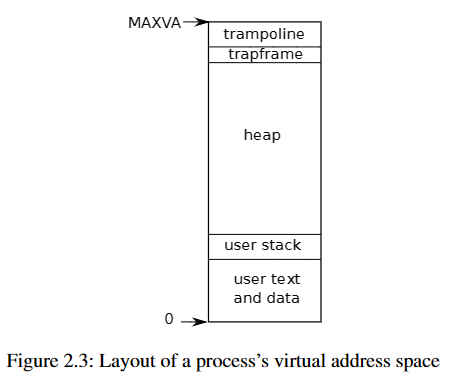 MAXVA
trampoline
trapframe
heap
user stack
user text
and data
0
Figure 2.3: Layout of a process’s virtual address space